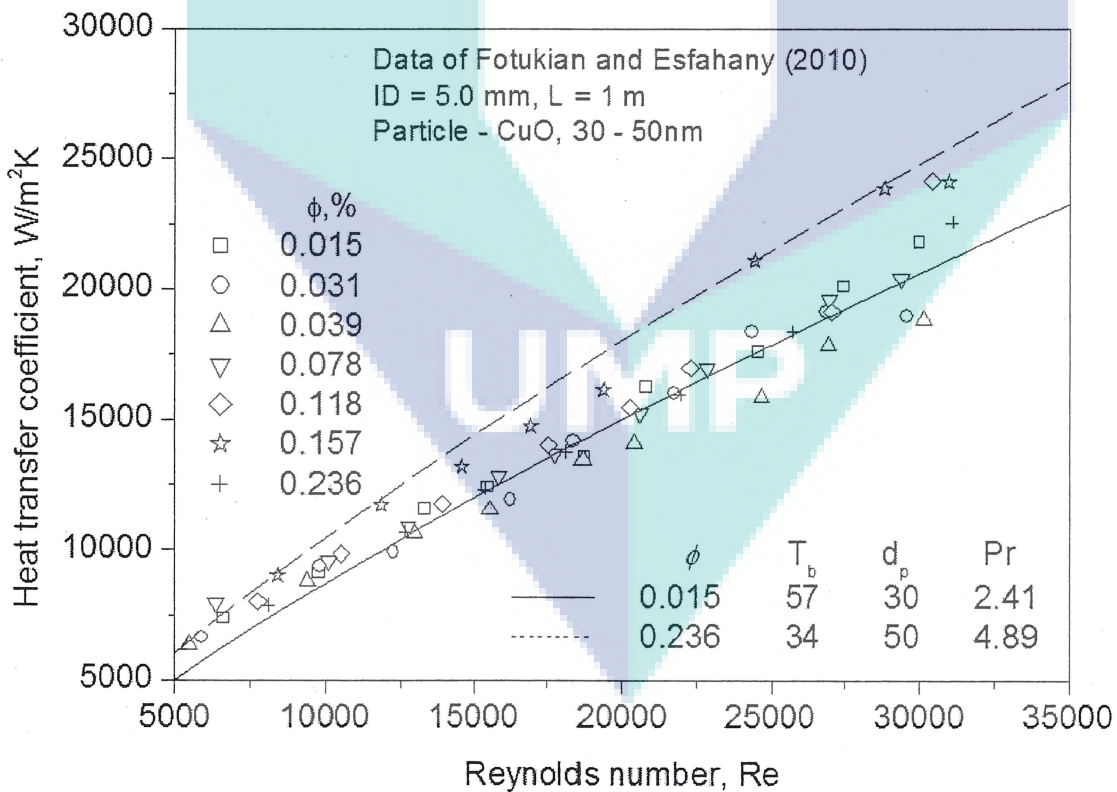 30000
25000
20000
15000
10000
5000
Heat transfer coefficient, W/m²K
Data of Fotukian and Esfahany (2010)
ID = 5.0 mm, L = 1 m
Particle - CuO, 30 - 50nm
ϕ,%
0.015
0.031
0.039
0.078
0.118
0.157
0.236
UMP
ϕ T_b d_p Pr
0.015 57 30 2.41
0.236 34 50 4.89
5000 10000 15000 20000 25000 30000 35000
Reynolds number, Re